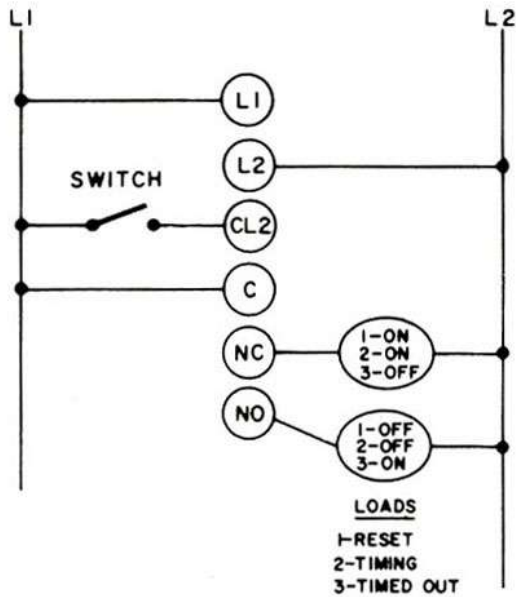 L1
L2
L1
L2
SWITCH
CL2
C
NC
1-ON
2-ON
3-OFF
NO
1-OFF
2-OFF
3-ON
LOADS
1-RESET
2-TIMING
3-TIMED OUT